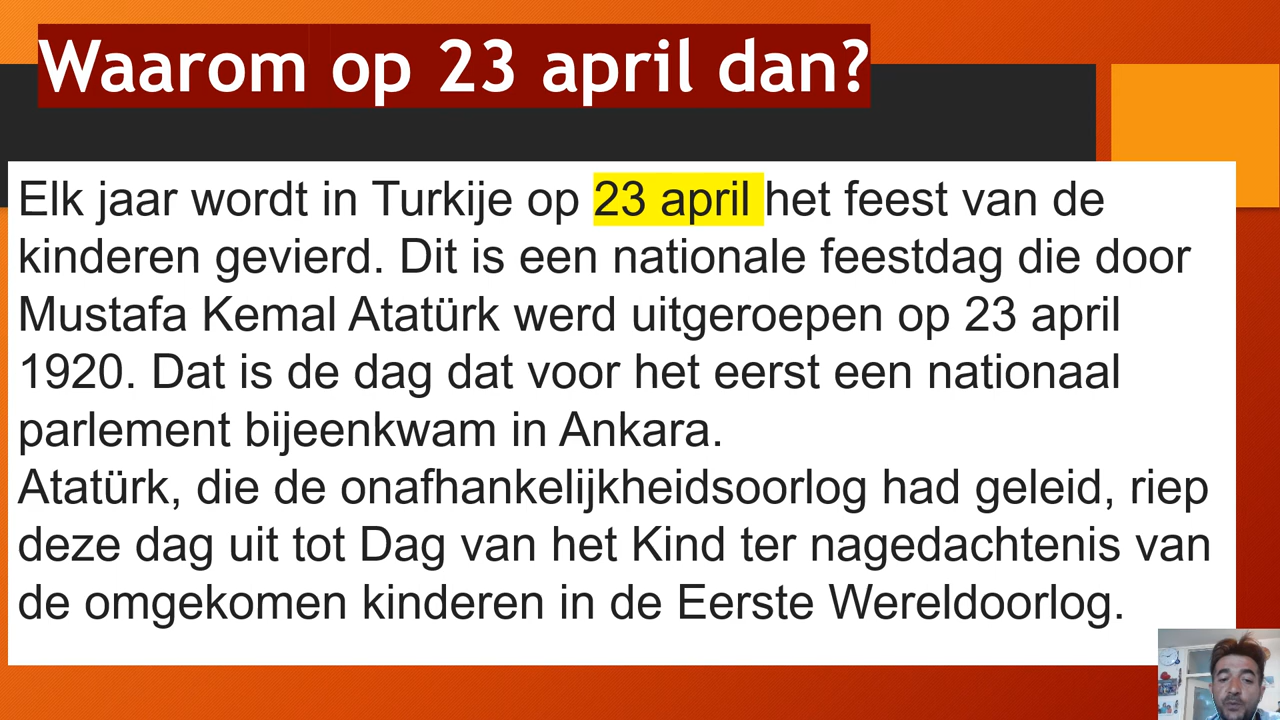 Waarom op 23 april dan?
Elk jaar wordt in Turkije op 23 april het feest van de
kinderen gevierd. Dit is een nationale feestdag die door
Mustafa Kemal Atatürk werd uitgeroepen op 23 april
1920. Dat is de dag dat voor het eerst een nationaal
parlement bijeenkwam in Ankara.
Atatürk, die de onafhankelijkheidsoorlog had geleid, riep
deze dag uit tot Dag van het Kind ter nagedachtenis van
de omgekomen kinderen in de Eerste Wereldoorlog.